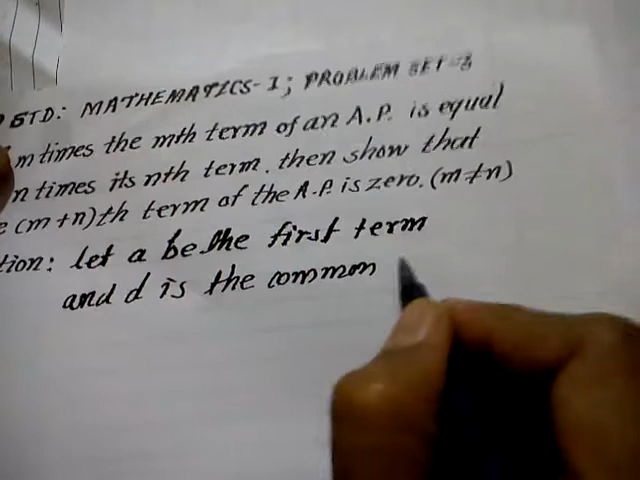 STD: MATHEMATICS-I; PROBLEM SET-3
m times the mth term of an A.P. is equal
n times its nth term. then show that
(m+n)th term of the A.P. is zero. (m≠n)
tion: let a be the first term
and d is the common